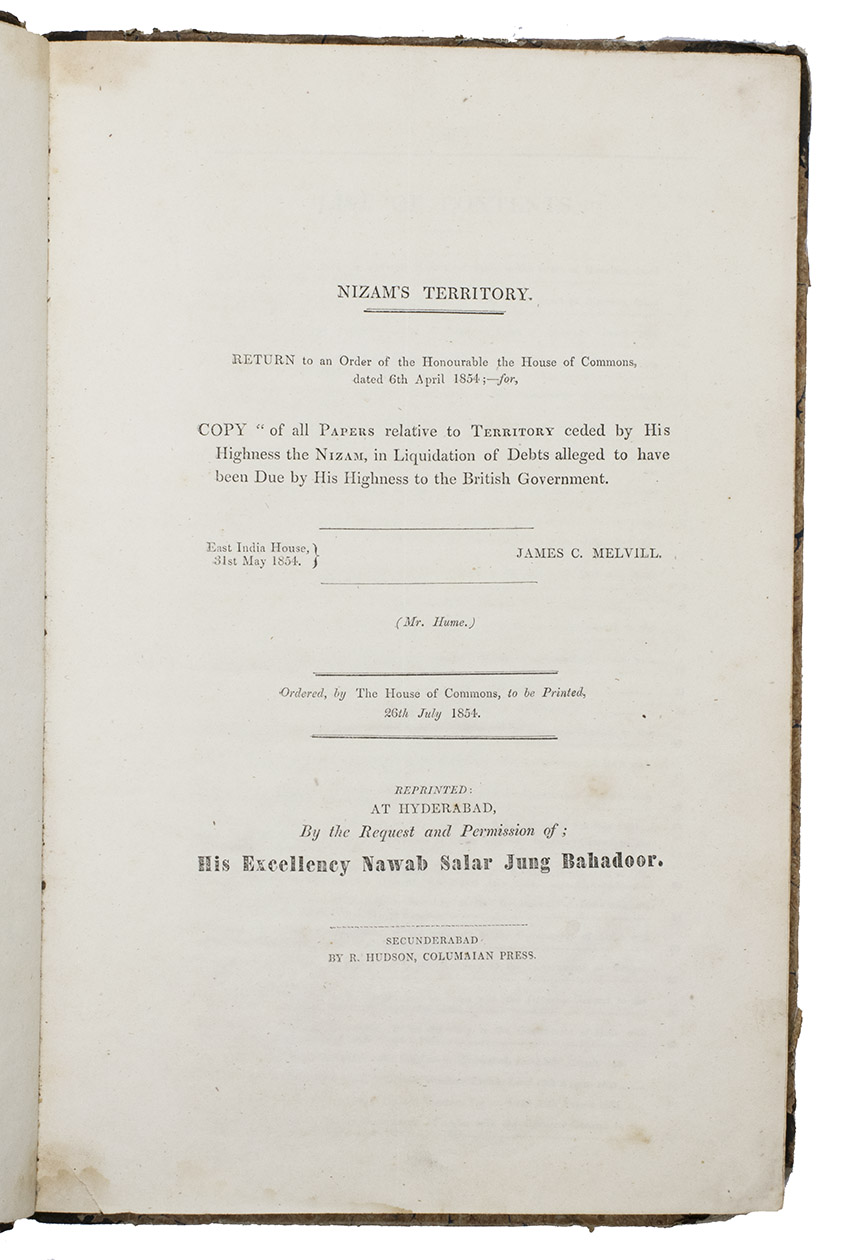 NIZAM'S TERRITORY.
RETURN to an Order of the Honourable the House of Commons,
dated 6th April 1854;—for,
COPY “ of all PAPERS relative to TERRITORY ceded by His
Highness the NIZAM, in Liquidation of Debts alleged to have
been Due by His Highness to the British Government.
East India House, }
31st May 1854.
JAMES C. MELVILL.
(Mr. Hume.)
Ordered, by The House of Commons, to be Printed,
26th July 1854.
REPRINTED:
AT HYDERABAD,
By the Request and Permission of;
His Excellency Nawab Salar Jung Bahadoor.
SECUNDERABAD
BY R. HUDSON, COLUMBIAN PRESS.